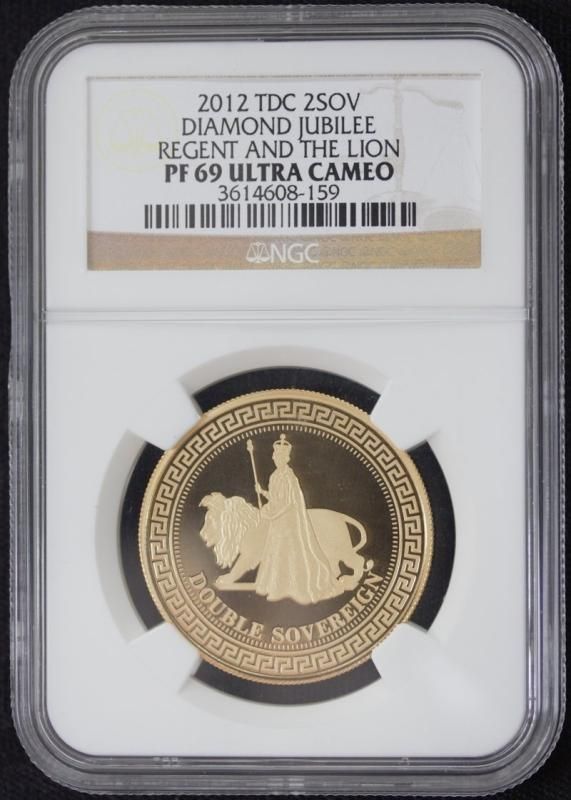 2012 TDC 2SOV
DIAMOND JUBILEE
REGENT AND THE LION
PF 69 ULTRA CAMEO
3614608-159
NGC
DOUBLE SOVEREIGN